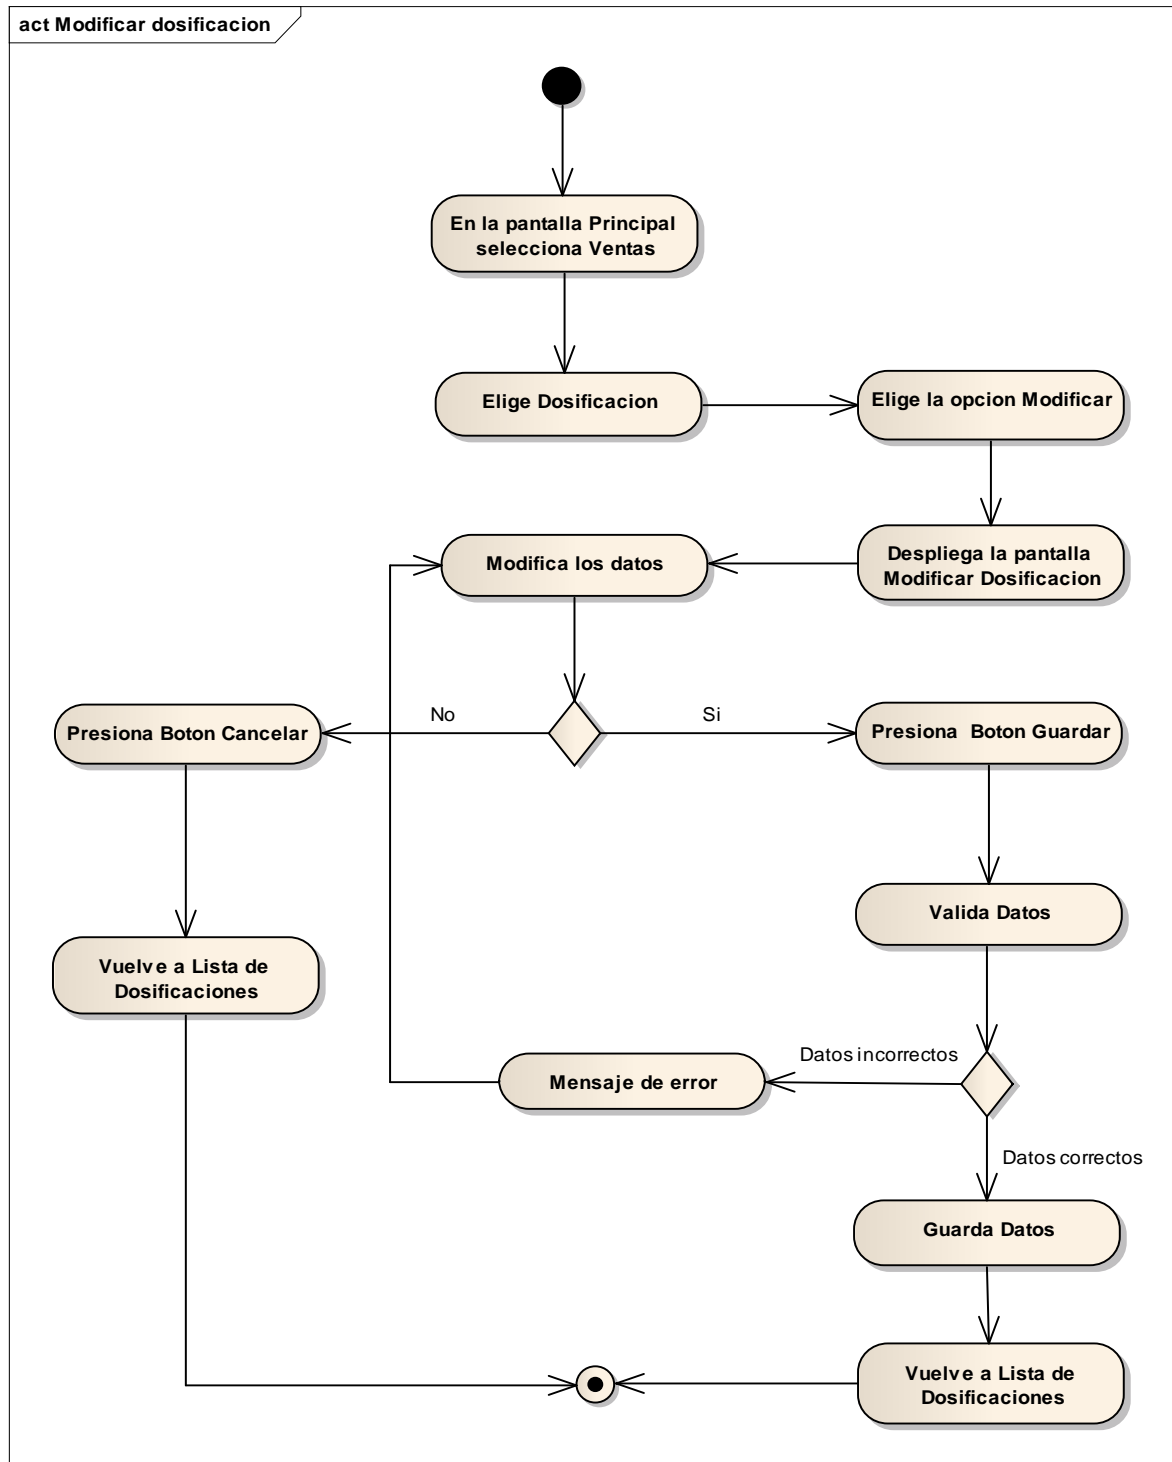 act Modificar dosificacion
En la pantalla Principal
selecciona Ventas
Elige Dosificacion
Elige la opcion Modificar
Despliega la pantalla
Modificar Dosificacion
Modifica los datos
No
Si
Presiona Boton Cancelar
Presiona Boton Guardar
Valida Datos
Vuelve a Lista de
Dosificaciones
Datos incorrectos
Mensaje de error
Datos correctos
Guarda Datos
Vuelve a Lista de
Dosificaciones